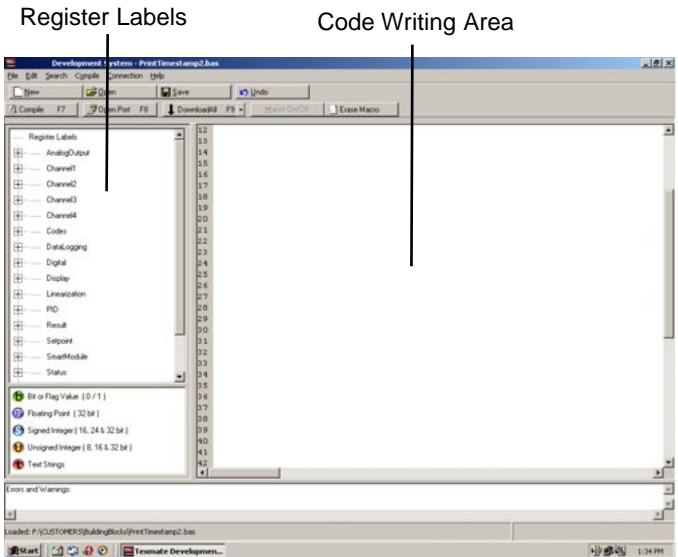 Register Labels
Code Writing Area
Development System - PrintTimestamp2.bas
File Edit Search Compile Connection Help
New Open Save Undo
Compile F7 Open Port F8 DownloadAll F9 Macro On/Off Erase Macro
Register Labels
AnalogOutput
Channel1
Channel2
Channel3
Channel4
Codes
DataLogging
Digital
Display
Linearization
PID
Result
Setpoint
SmartModule
Status
Bit or Flag Value ( 0 / 1 )
Floating Point ( 32 bit )
Signed Integer ( 16, 24 & 32 bit )
Unsigned Integer ( 8, 16 & 32 bit )
Text Strings
12
13
14
15
16
17
18
19
20
21
22
23
24
25
26
27
28
29
30
31
32
33
34
35
36
37
38
39
40
41
42
Errors and Warnings:
Loaded: P:\CUSTOMERS\BuildingBlocks\PrintTimestamp2.bas
Start Texmate Developmen... 1:34 PM